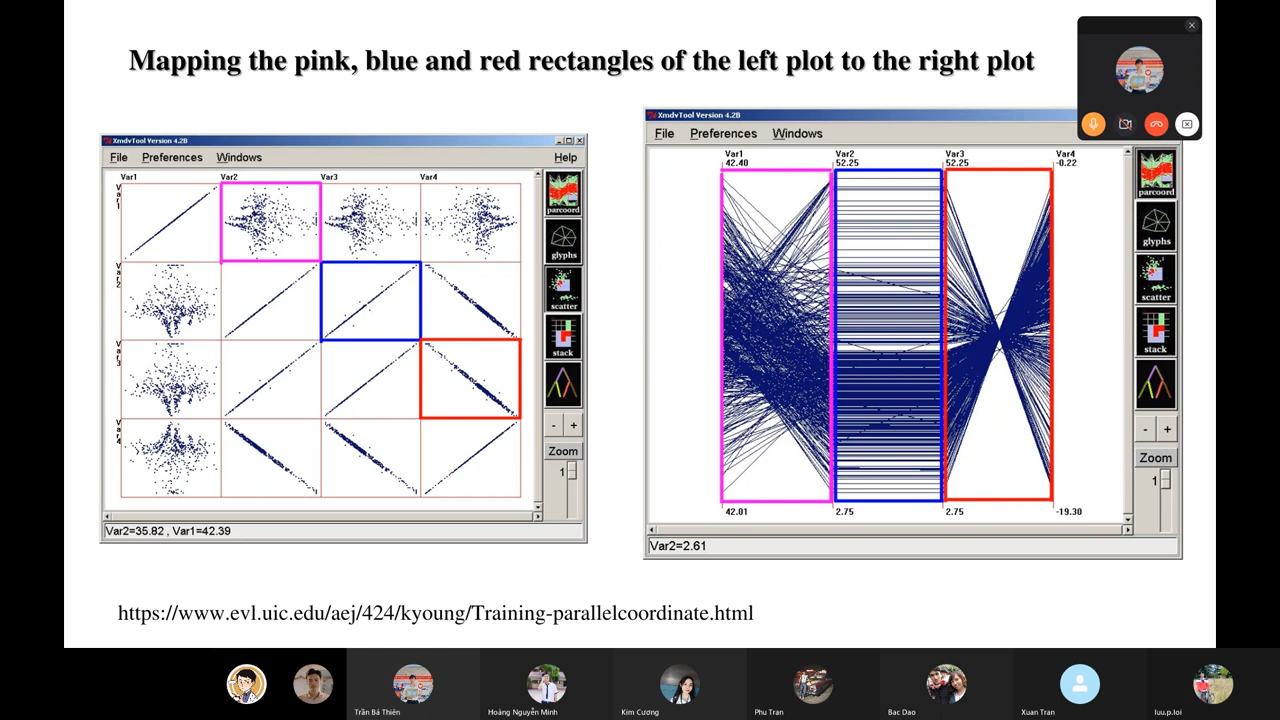 Mapping the pink, blue and red rectangles of the left plot to the right plot
XmdvTool Version 4.2B
File Preferences Windows Help
Var1 Var2 Var3 Var4
Var1
Var2
Var3
Var4
parcoord
glyphs
scatter
stack
- +
Zoom
1
Var2=35.82 , Var1=42.39
XmdvTool Version 4.2B
File Preferences Windows
Var1 Var2 Var3 Var4
42.40 52.25 52.25 -0.22
42.01 2.75 2.75 -19.30
parcoord
glyphs
scatter
stack
- +
Zoom
1
Var2=2.61
https://www.evl.uic.edu/aej/424/kyoung/Training-parallelcoordinate.html
Trần Bá Thiên
Hoàng Nguyễn Minh
Kim Cương
Phu Tran
Bac Dao
Xuan Tran
luu.p.loi